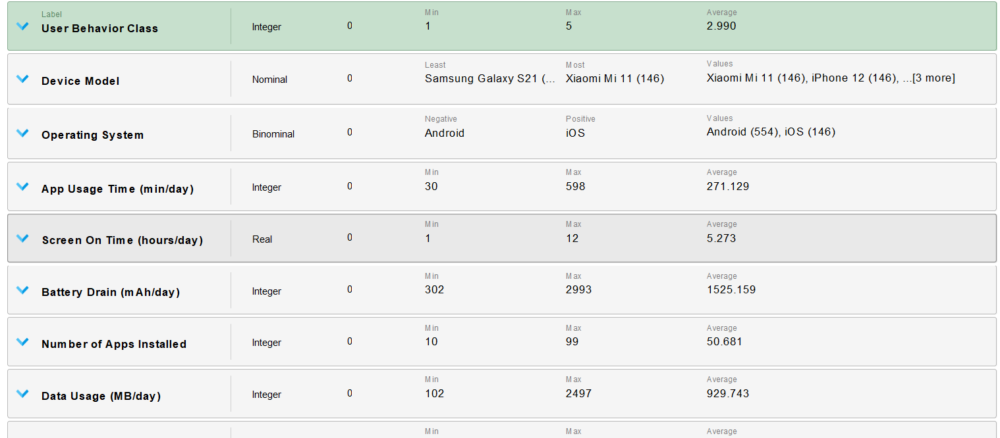 Label Min Max Average
User Behavior Class Integer 0 1 5 2.990
Least Most Values
Device Model Nominal 0 Samsung Galaxy S21 (... Xiaomi Mi 11 (146) Xiaomi Mi 11 (146), iPhone 12 (146), ...[3 more]
Negative Positive Values
Operating System Binominal 0 Android iOS Android (554), iOS (146)
Min Max Average
App Usage Time (min/day) Integer 0 30 598 271.129
Min Max Average
Screen On Time (hours/day) Real 0 1 12 5.273
Min Max Average
Battery Drain (mAh/day) Integer 0 302 2993 1525.159
Min Max Average
Number of Apps Installed Integer 0 10 99 50.681
Min Max Average
Data Usage (MB/day) Integer 0 102 2497 929.743
Min Max Average